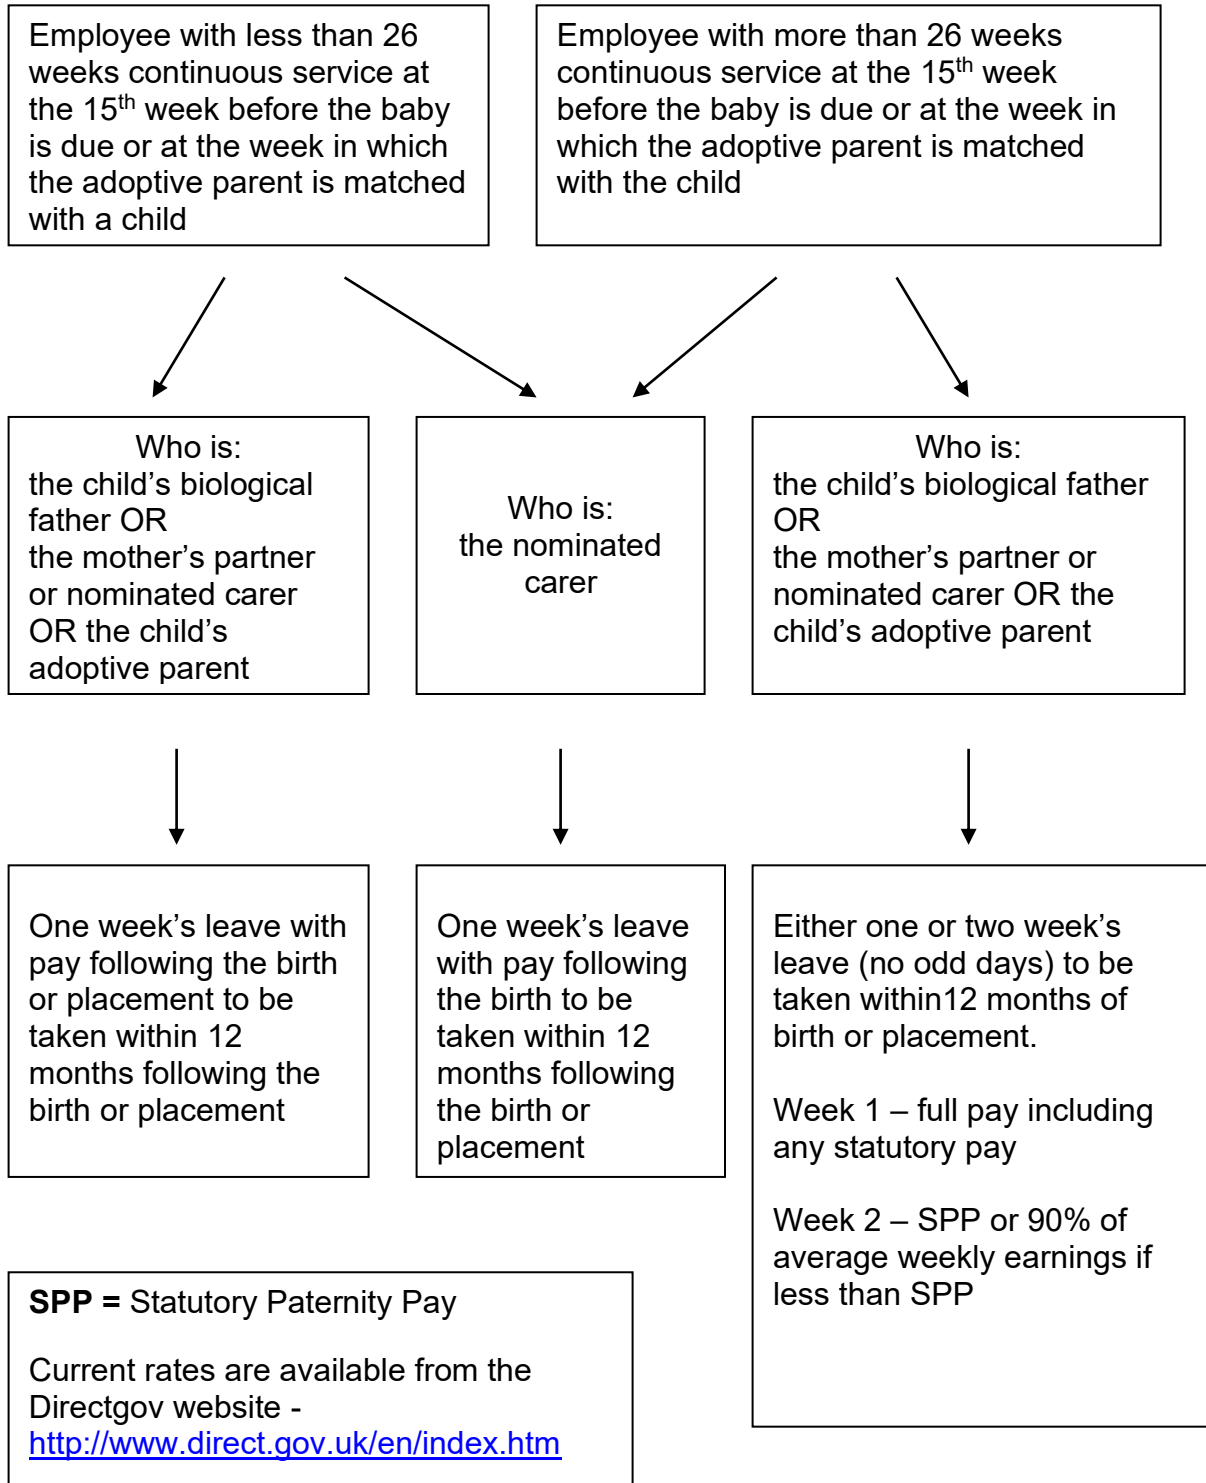 Employee with less than 26
weeks continuous service at
the 15th week before the baby
is due or at the week in which
the adoptive parent is matched
with a child
Employee with more than 26 weeks
continuous service at the 15th week
before the baby is due or at the week in
which the adoptive parent is matched
with the child
Who is:
the child’s biological
father OR
the mother’s partner
or nominated carer
OR the child’s
adoptive parent
Who is:
the nominated
carer
Who is:
the child’s biological father
OR
the mother’s partner or
nominated carer OR the
child’s adoptive parent
One week’s leave with
pay following the birth
or placement to be
taken within 12
months following the
birth or placement
One week’s leave
with pay following
the birth to be
taken within 12
months following
the birth or
placement
Either one or two week’s
leave (no odd days) to be
taken within12 months of
birth or placement.
Week 1 – full pay including
any statutory pay
Week 2 – SPP or 90% of
average weekly earnings if
less than SPP
SPP = Statutory Paternity Pay
Current rates are available from the
Directgov website -
http://www.direct.gov.uk/en/index.htm